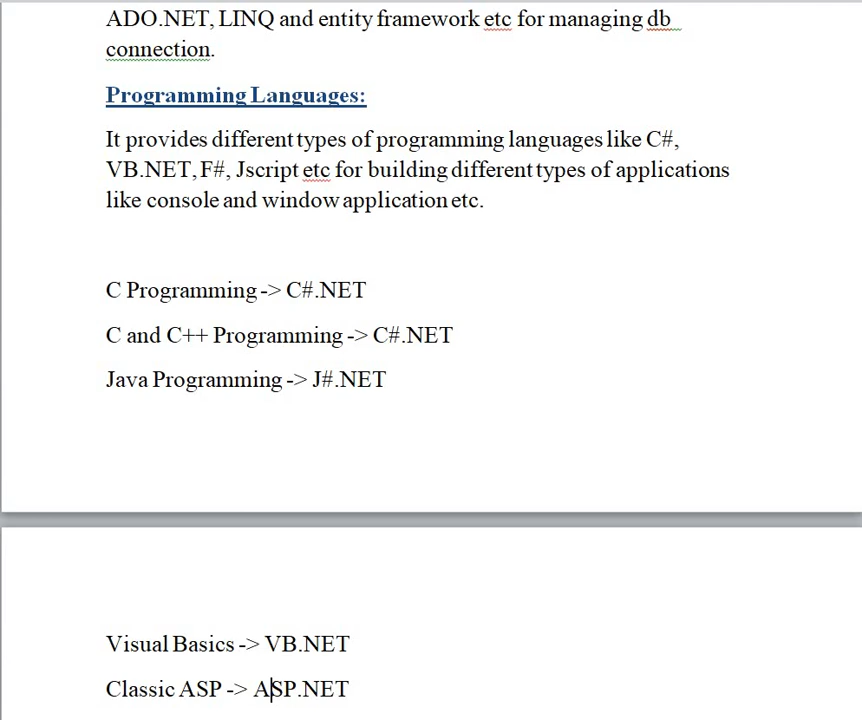 ADO.NET, LINQ and entity framework etc for managing db
connection.
Programming Languages:
It provides different types of programming languages like C#,
VB.NET, F#, Jscript etc for building different types of applications
like console and window application etc.
C Programming -> C#.NET
C and C++ Programming -> C#.NET
Java Programming -> J#.NET
Visual Basics -> VB.NET
Classic ASP -> ASP.NET